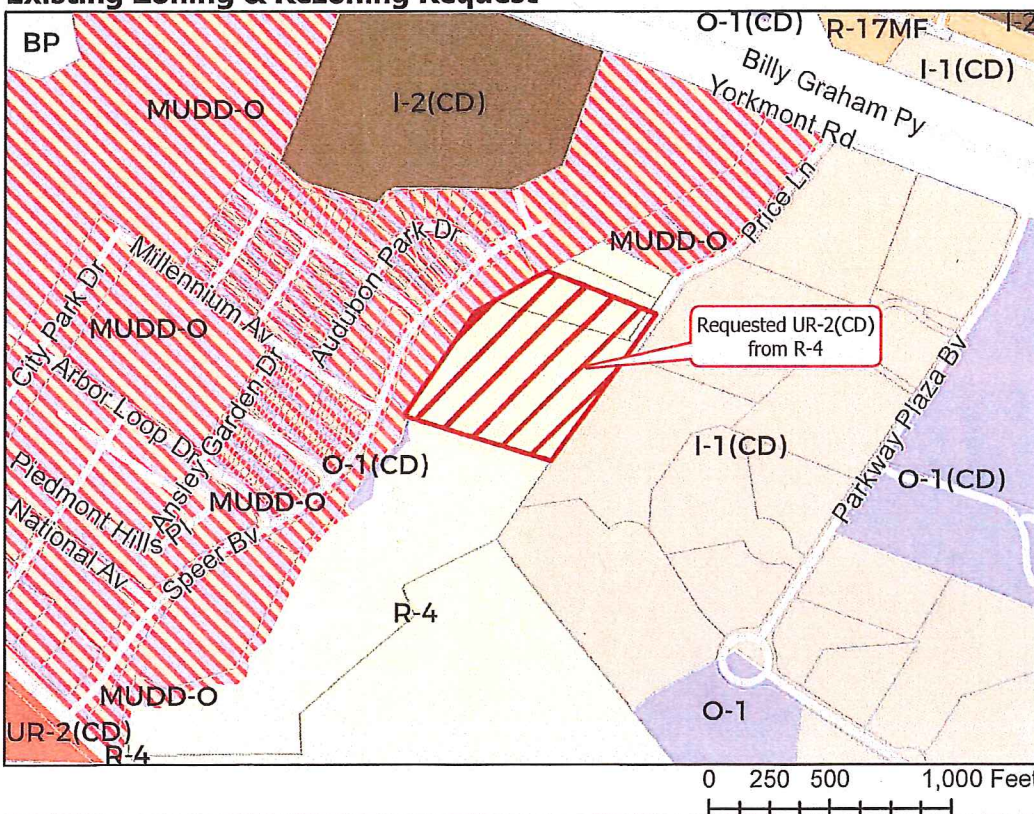 Existing Zoning & Rezoning Request
BP
O-1(CD)
R-17MF
I-2
I-1(CD)
MUDD-O
I-2(CD)
Billy Graham Py
Yorkmont Rd
Price Ln
MUDD-O
Audubon Park Dr
Millennium Av
City Park Dr
MUDD-O
Requested UR-2(CD)
from R-4
Arbor Loop Dr
Ansley Garden Dr
Parkway Plaza Bv
I-1(CD)
O-1(CD)
O-1(CD)
MUDD-O
Piedmont Hills Pl
National Av
Speer Bv
R-4
MUDD-O
O-1
UR-2(CD)
R-4
0 250 500 1,000 Feet